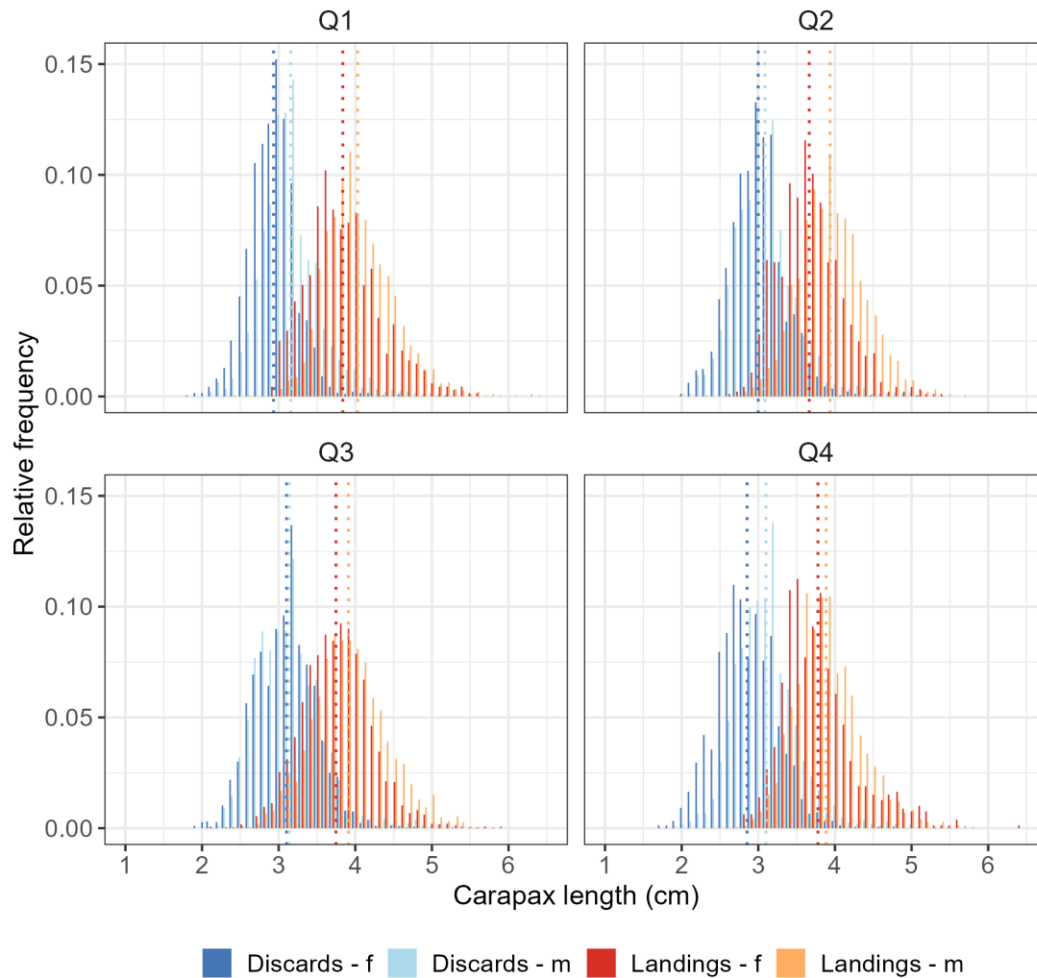 Q1 Q2
0.15
0.10
0.05
0.00
Q3 Q4
0.15
0.10
0.05
0.00
1 2 3 4 5 6 1 2 3 4 5 6
Relative frequency
Carapax length (cm)
Discards - f Discards - m Landings - f Landings - m